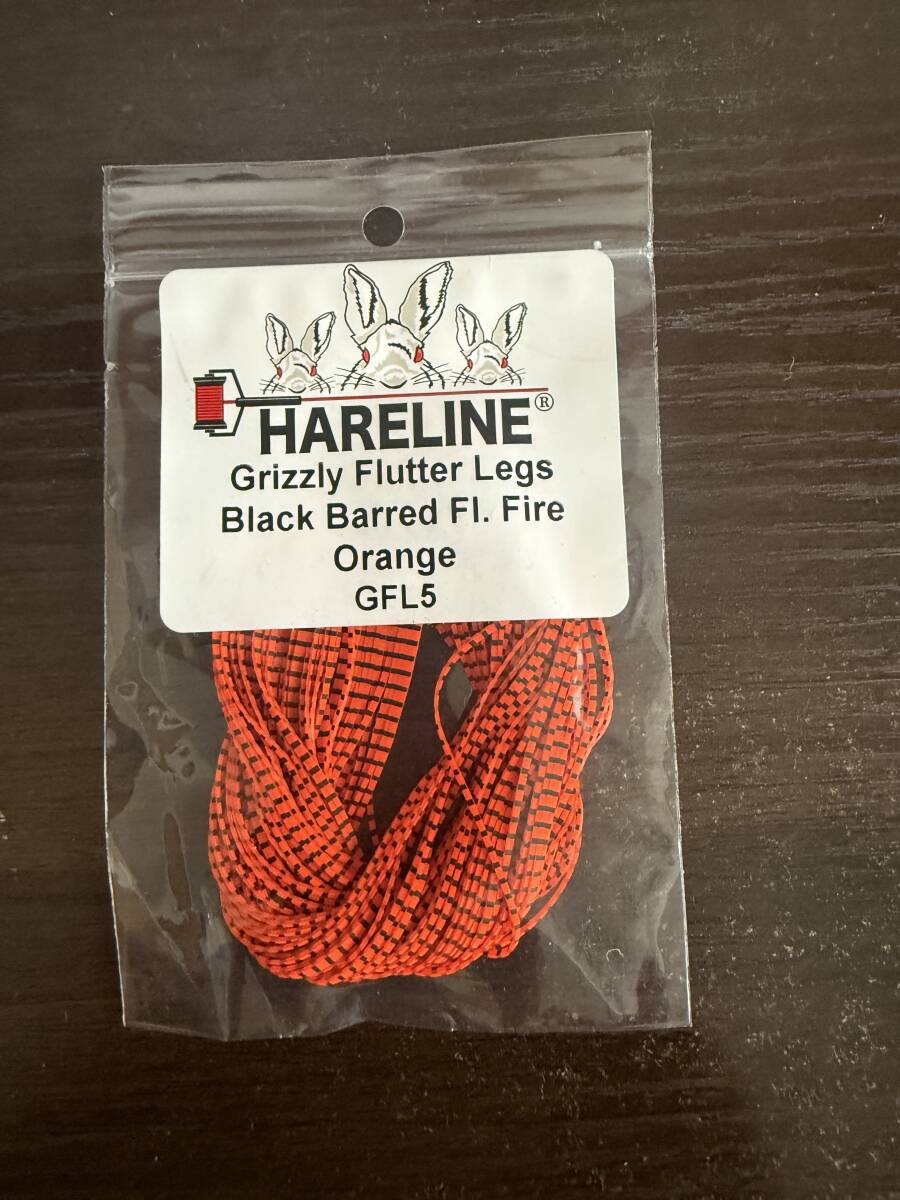 HARELINE®
Grizzly Flutter Legs
Black Barred Fl. Fire
Orange
GFL5